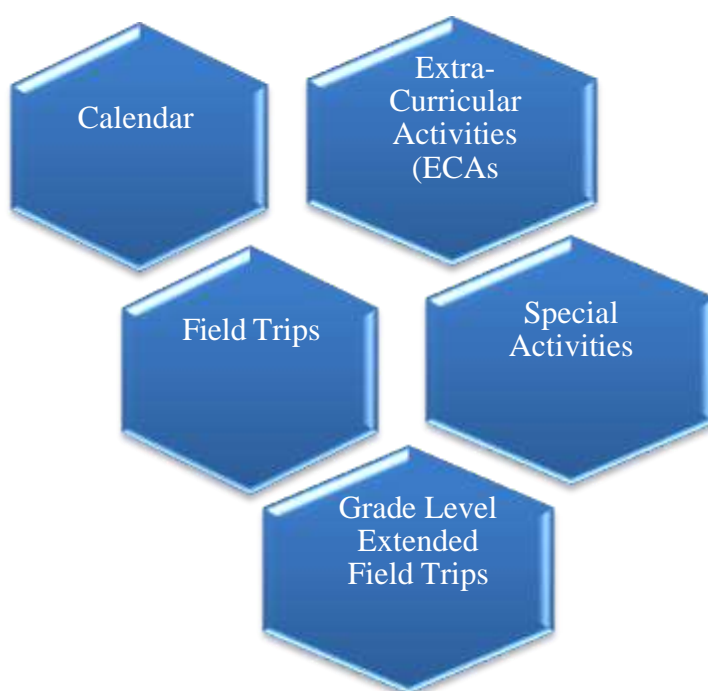 Calendar
Extra-
Curricular
Activities
(ECAs
Field Trips
Special
Activities
Grade Level
Extended
Field Trips